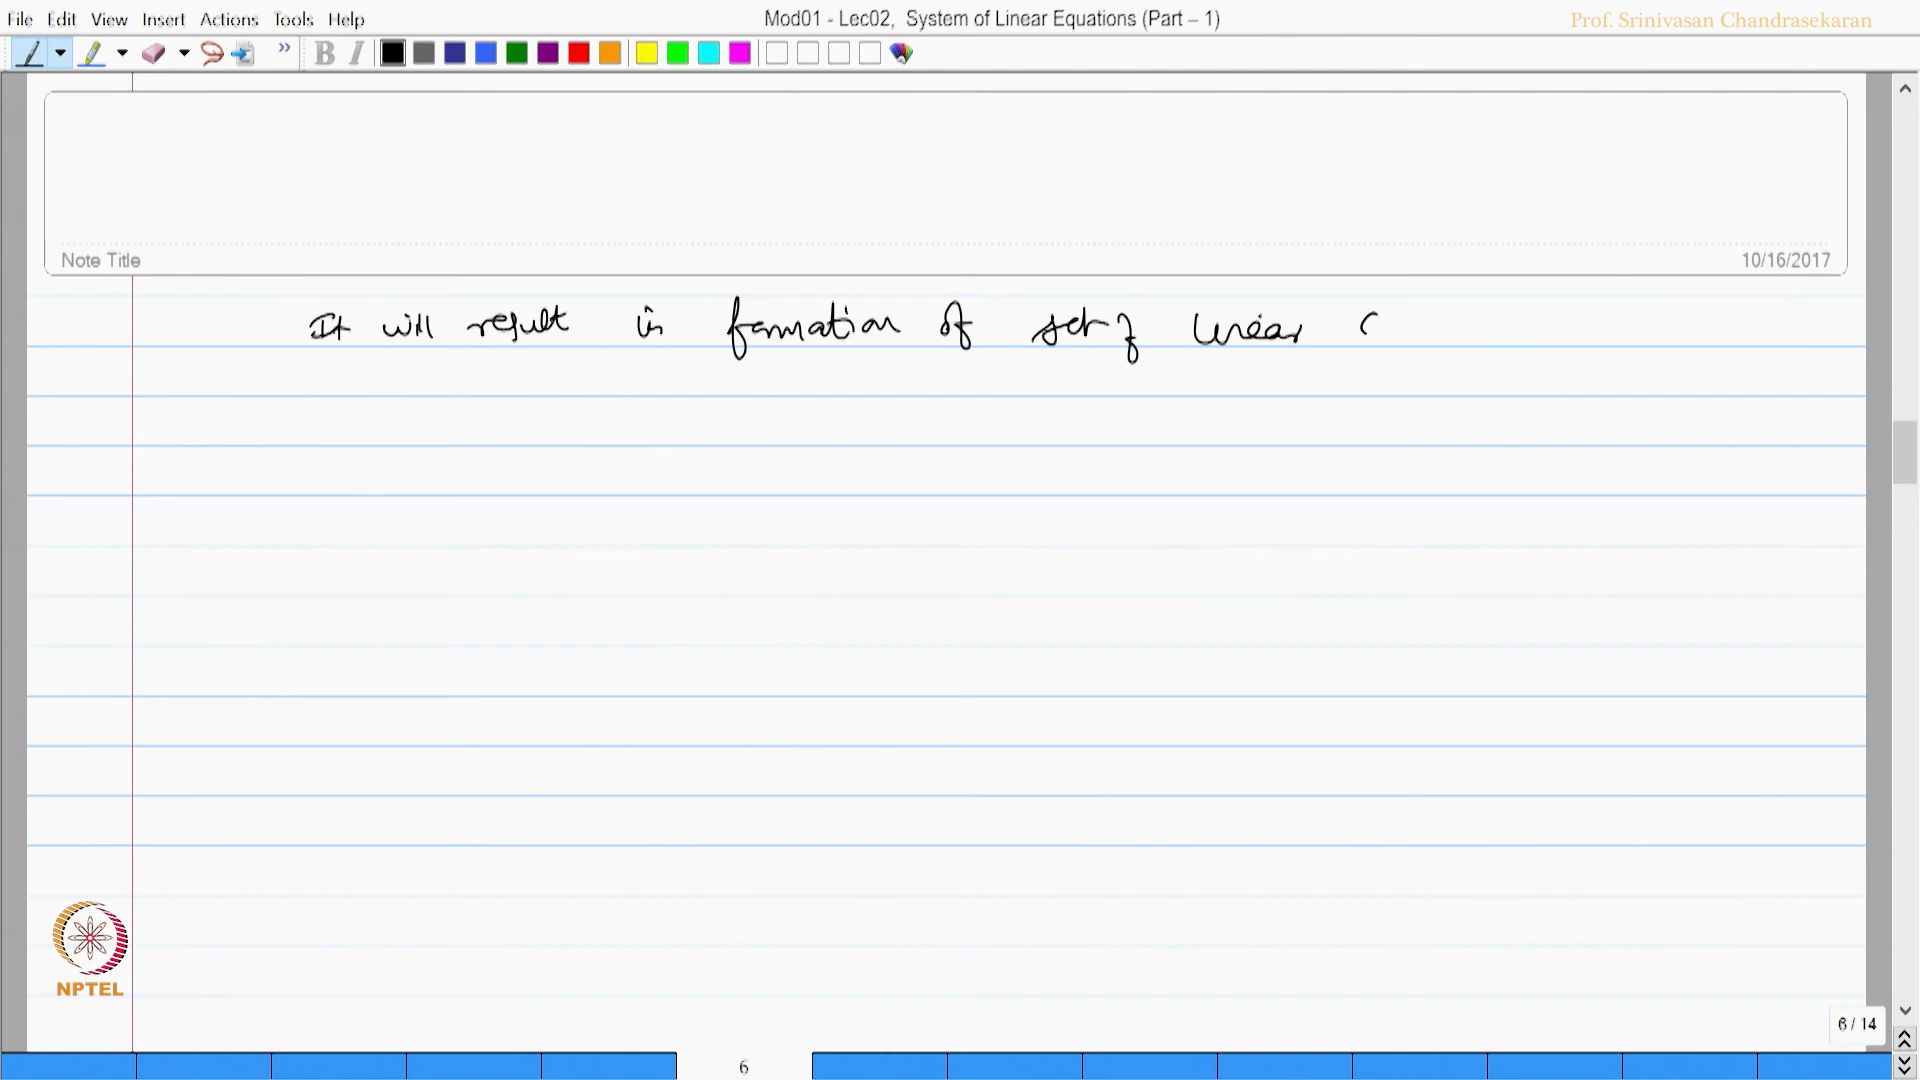 File Edit View Insert Actions Tools Help Mod01 - Lec02, System of Linear Equations (Part – 1) Prof. Srinivasan Chandrasekaran
B I
Note Title 10/16/2017
It will result in formation of set of linear
NPTEL
6 / 14
6